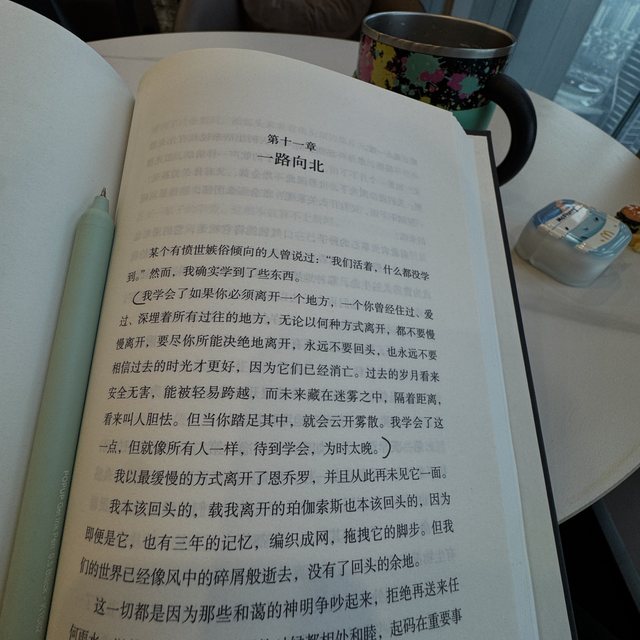 第十一章
一路向北
某个有愤世嫉俗倾向的人曾说过：“我们活着，什么都没学
到。”然而，我确实学到了些东西。
我学会了如果你必须离开一个地方，一个你曾经住过、爱
过、深埋着所有过往的地方，无论以何种方式离开，都不要慢
慢离开，要尽你所能决绝地离开，永远不要回头，也永远不要
相信过去的时光才更好，因为它们已经消亡。过去的岁月看来
安全无害，能被轻易跨越，而未来藏在迷雾之中，隔着距离，
看来叫人胆怯。但当你踏足其中，就会云开雾散。我学会了这
一点，但就像所有人一样，待到学会，为时太晚。
我以最缓慢的方式离开了恩乔罗，并且从此再未见它一面。
我本该回头的，载我离开的珀伽索斯也本该回头的，因为
即便是它，也有三年的记忆，编织成网，拖拽它的脚步。但我
们的世界已经像风中的碎屑般逝去，没有了回头的余地。
这一切都是因为那些和蔼的神明争吵起来，拒绝再送来任
都相处和睦，起码在重要事